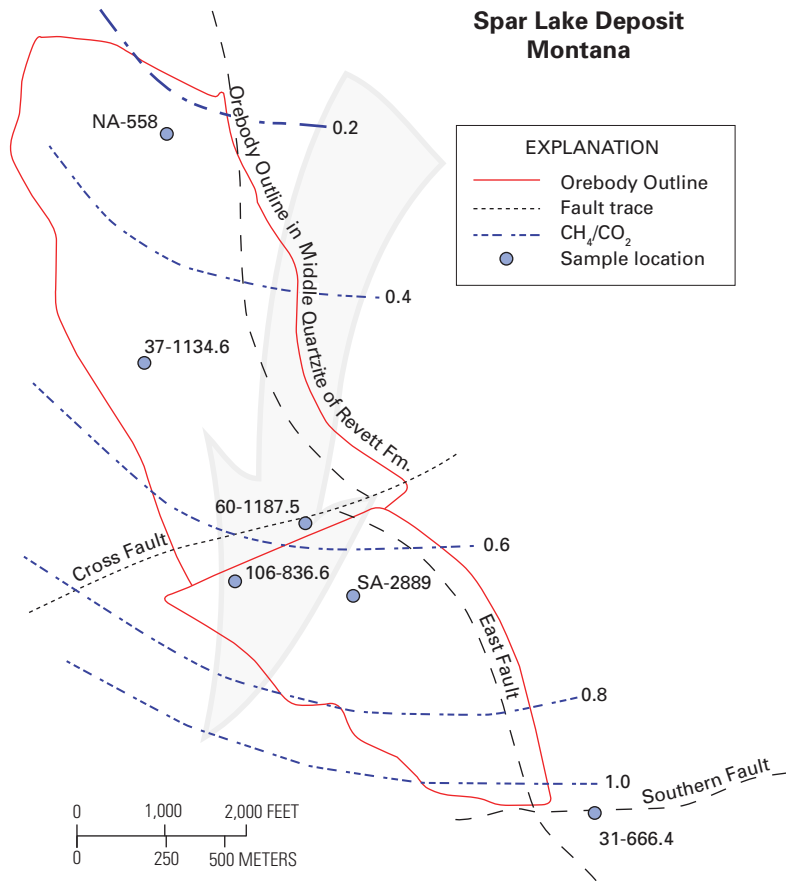 Spar Lake Deposit
Montana
EXPLANATION
Orebody Outline
Fault trace
CH₄/CO₂
Sample location
NA-558
Orebody Outline in Middle Quartzite of Revett Fm.
0.2
0.4
37-1134.6
60-1187.5
Cross Fault
0.6
106-836.6
SA-2889
East Fault
0.8
1.0
Southern Fault
31-666.4
0 1,000 2,000 FEET
0 250 500 METERS